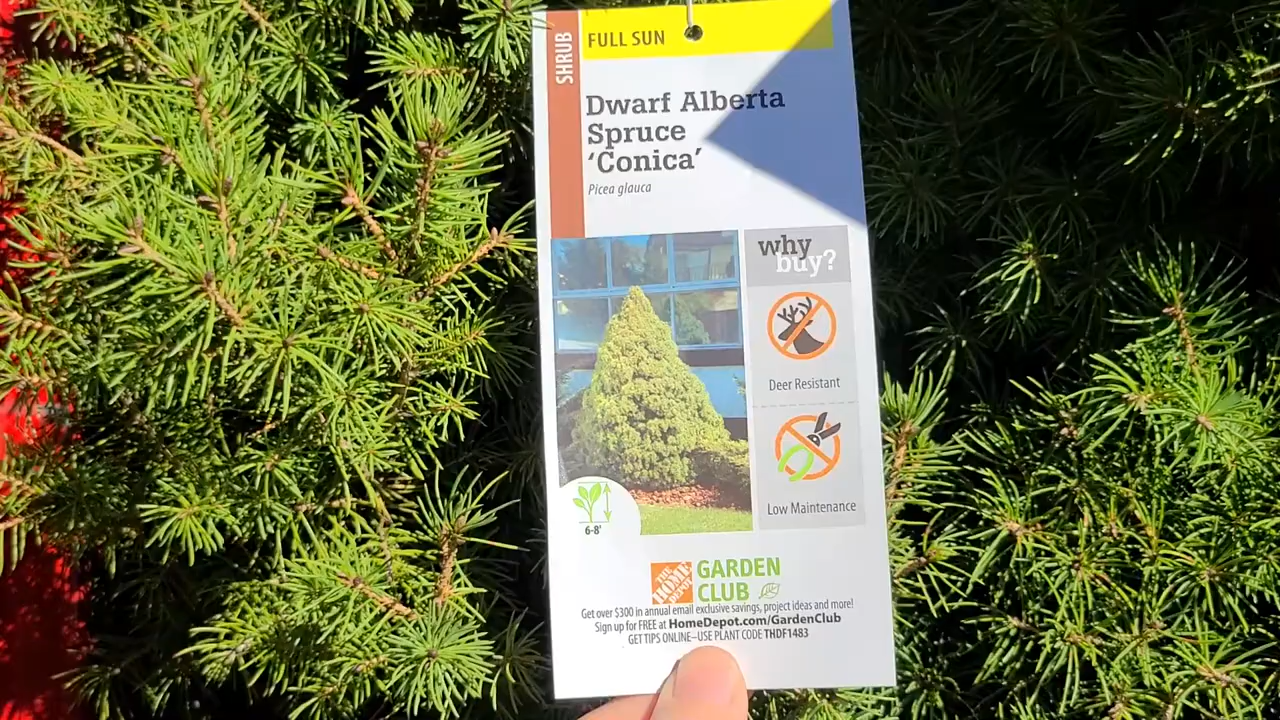 SHRUB
FULL SUN
Dwarf Alberta
Spruce
‘Conica’
Picea glauca
why
buy?
Deer Resistant
Low Maintenance
6-8'
THE
HOME
DEPOT
GARDEN
CLUB
Get over $300 in annual email exclusive savings, project ideas and more!
Sign up for FREE at HomeDepot.com/GardenClub
GET TIPS ONLINE–USE PLANT CODE THDF1483